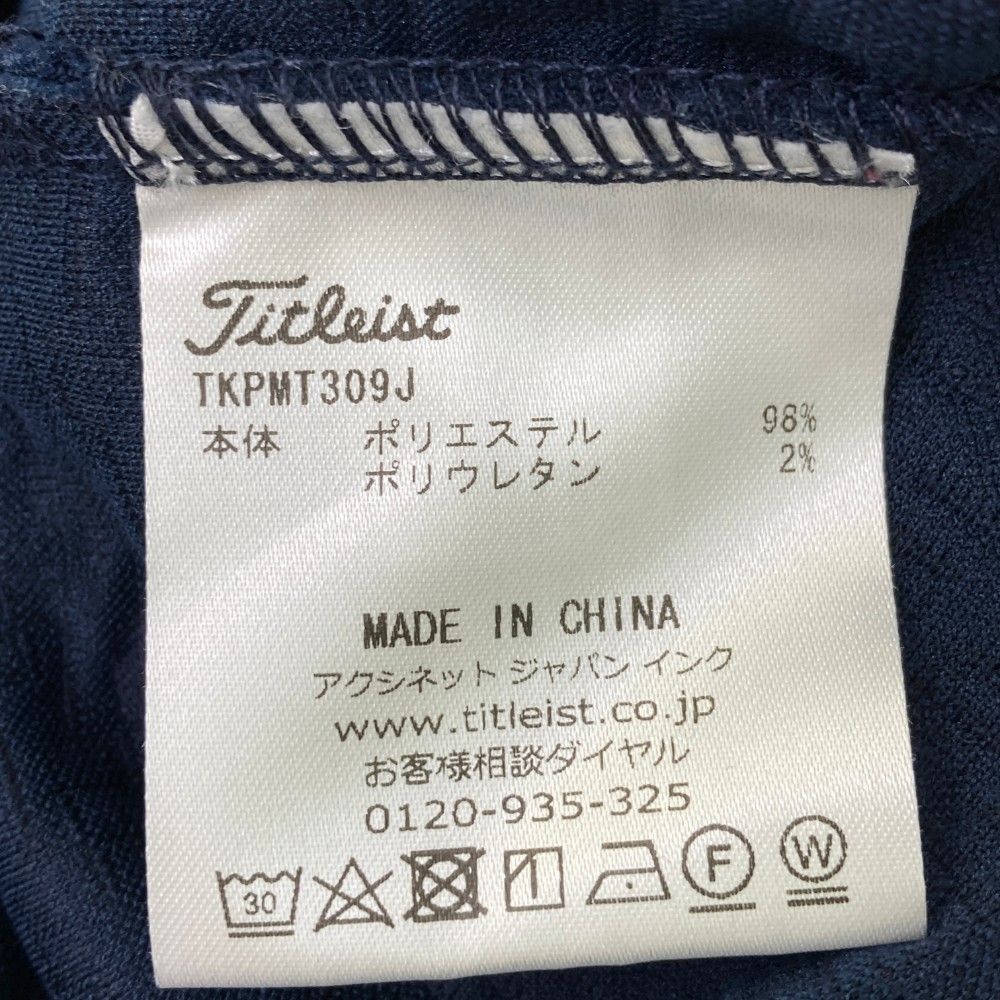 Titleist
TKPMT309J
本体 ポリエステル 98%
ポリウレタン 2%
MADE IN CHINA
アクシネット ジャパン インク
www.titleist.co.jp
お客様相談ダイヤル
0120-935-325
30 F W